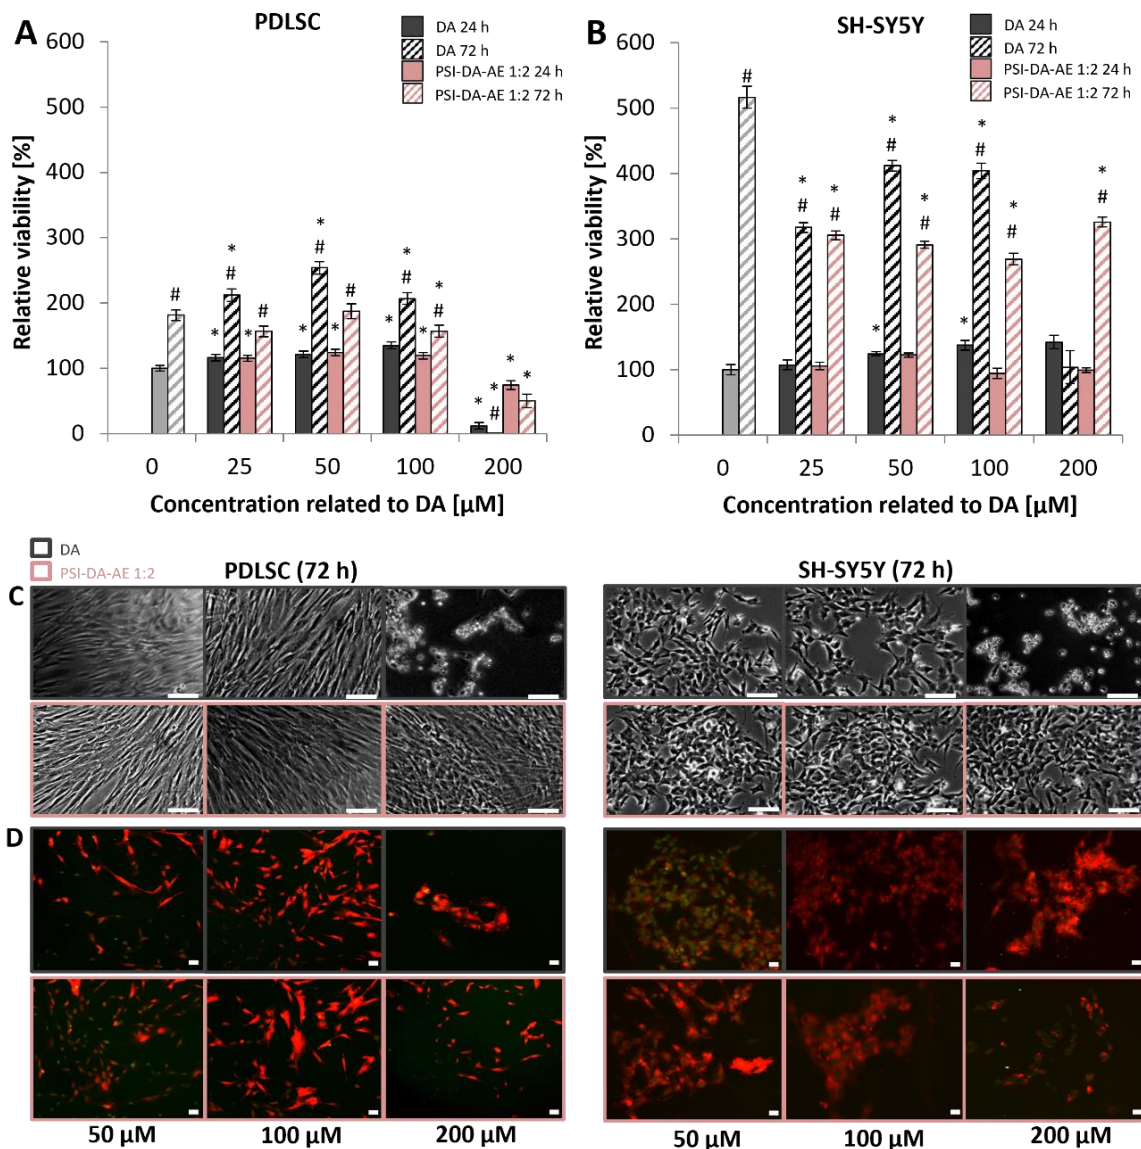 A
PDLSC
DA 24 h
DA 72 h
PSI-DA-AE 1:2 24 h
PSI-DA-AE 1:2 72 h
Relative viability [%]
600
500
400
300
200
100
0
#
* # * # * #
* # * # * #
* # * # * #
* * # * *
0 25 50 100 200
Concentration related to DA [µM]
B
SH-SY5Y
DA 24 h
DA 72 h
PSI-DA-AE 1:2 24 h
PSI-DA-AE 1:2 72 h
Relative viability [%]
600
500
400
300
200
100
0
#
* # * #
* * # * #
* * # * #
* #
0 25 50 100 200
Concentration related to DA [µM]
DA
PSI-DA-AE 1:2
C
PDLSC (72 h)
SH-SY5Y (72 h)
D
50 µM 100 µM 200 µM
50 µM 100 µM 200 µM